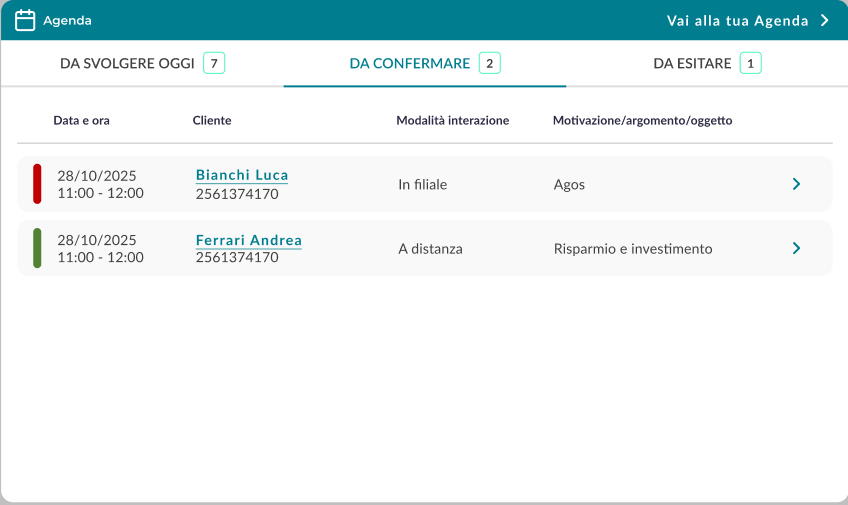 Agenda
Vai alla tua Agenda
DA SVOLGERE OGGI 7
DA CONFERMARE 2
DA ESITARE 1
Data e ora
Cliente
Modalità interazione
Motivazione/argomento/oggetto
28/10/2025
11:00 - 12:00
Bianchi Luca
2561374170
In filiale
Agos
28/10/2025
11:00 - 12:00
Ferrari Andrea
2561374170
A distanza
Risparmio e investimento